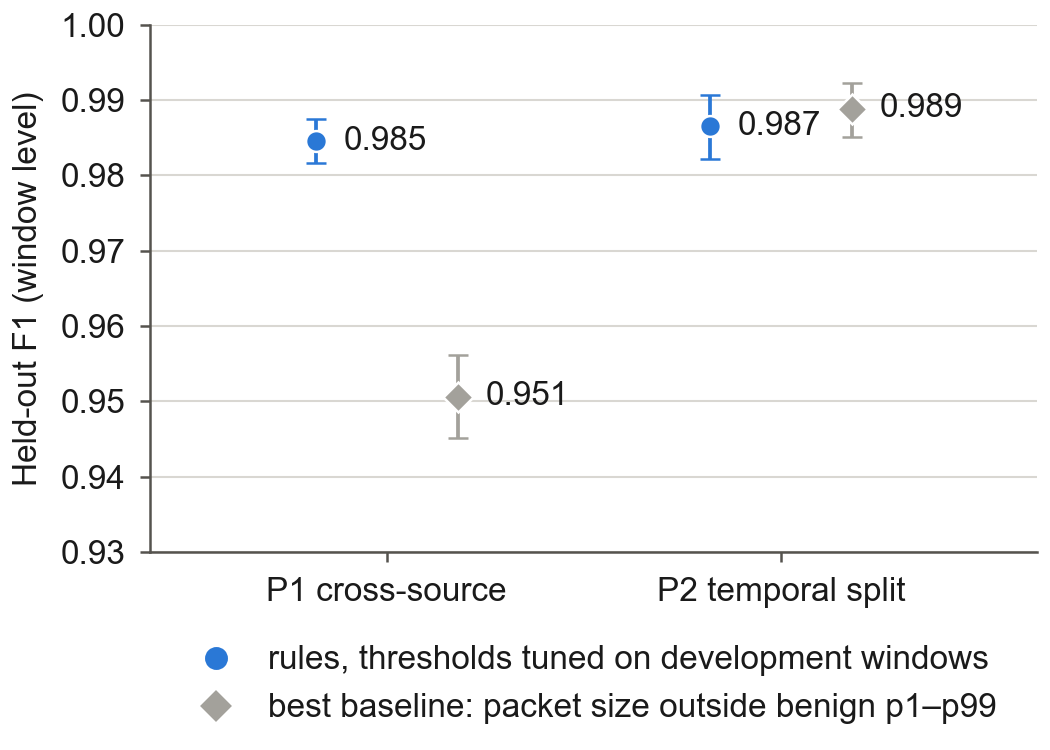 1.00
0.99
0.98
0.97
0.96
0.95
0.94
0.93
Held-out F1 (window level)
0.985
0.951
0.987
0.989
P1 cross-source
P2 temporal split
rules, thresholds tuned on development windows
best baseline: packet size outside benign p1–p99